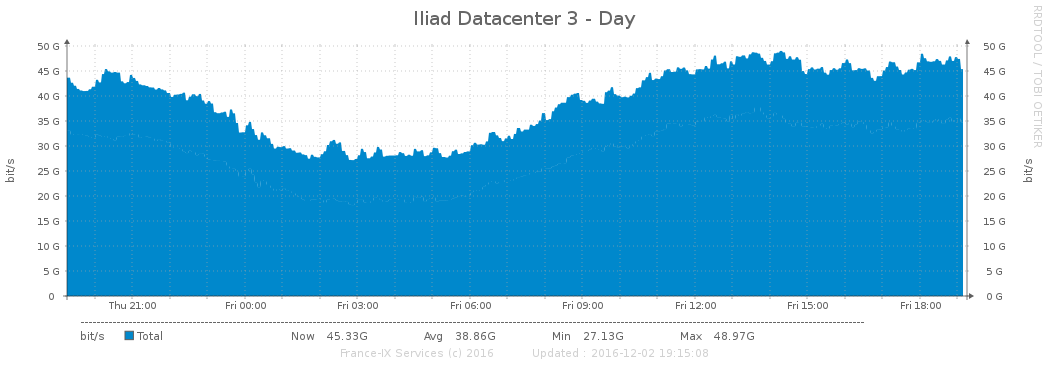 Iliad Datacenter 3 - Day
RRDTOOL / TOBI OETIKER
bit/s
50 G
45 G
40 G
35 G
30 G
25 G
20 G
15 G
10 G
5 G
0
50 G
45 G
40 G
35 G
30 G
25 G
20 G
15 G
10 G
5 G
0 G
bit/s
Thu 21:00 Fri 00:00 Fri 03:00 Fri 06:00 Fri 09:00 Fri 12:00 Fri 15:00 Fri 18:00
bit/s Total Now 45.33G Avg 38.86G Min 27.13G Max 48.97G
France-IX Services (c) 2016 Updated : 2016-12-02 19:15:08